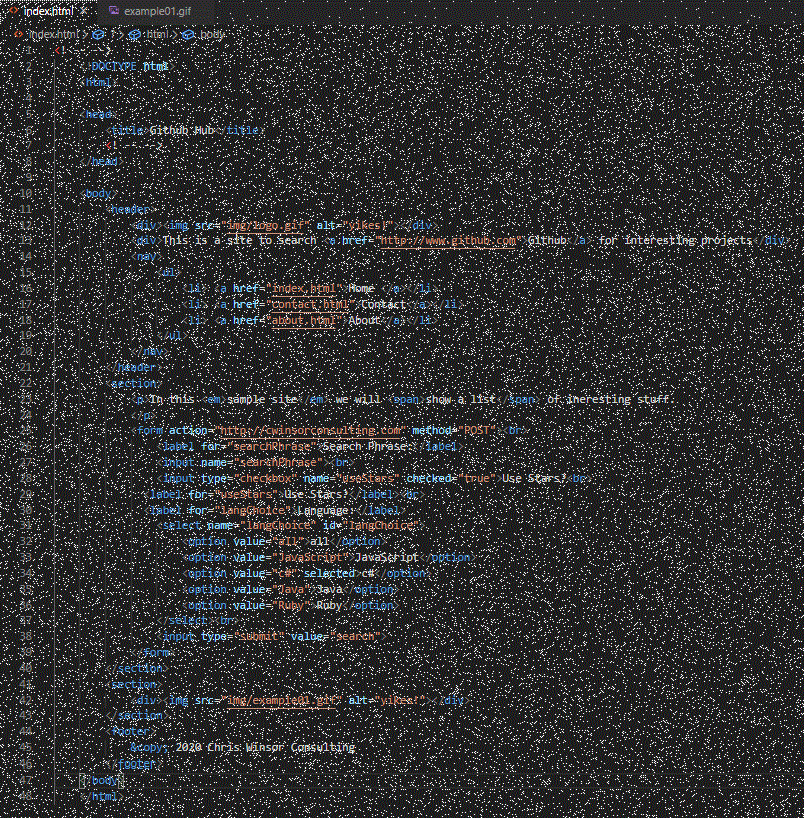 index.html × example01.gif
index.html > html > body
1 <!-- -->
2 <!DOCTYPE html>
3 <html>
4
5 <head>
6 <title>Github Hub</title>
7 <!-- -->
8 </head>
9
10 <body>
11 <header>
12 <div><img src="img/logo.gif" alt="yikes!"></div>
13 <div>This is a site to search <a href="http://www.github.com" Github</a> for interesting projects</div>
14 <nav>
15 <ul>
16 <li> <a href="index.html">Home </a></li>
17 <li> <a href="contact.html">Contact<a></li>
18 <li> <a href="about.html">About</a></li>
19 </ul>
20 </nav>
21 </header>
22 <section>
23 <p>In this <em>sample site</em> we will <span>show a list</span> of ineresting stuff.
24 </p>
25 <form action="http://cwinsorconsulting.com" method="POST"><br>
26 <label for="searchPhrase">Search Phrase:</label>
27 <input name="searchPhrase"><br>
28 <input type="checkbox" name="useStars" checked="true">Use Stars?<br>
29 <label for="useStars">Use Stars?</label><br>
30 <label for="langChoice">Language:</label>
31 <select name="langChoice" id="langChoice">
32 <option value="all">all</option>
33 <option value="JavaScript">JavaScript</option>
34 <option value="c#" selected>c#</option>
35 <option value="Java">Java</option>
36 <option value="Ruby">Ruby</option>
37 </select><br>
38 <input type="submit" value="search">
39 </form>
40 </section>
41 <section>
42 <div><img src="img/example01.gif" alt="yikes!"></div>
43 </section>
44 <footer>
45 &copy; 2020 Chris Winsor Consulting
46 </footer>
47 </body>
48 </html>